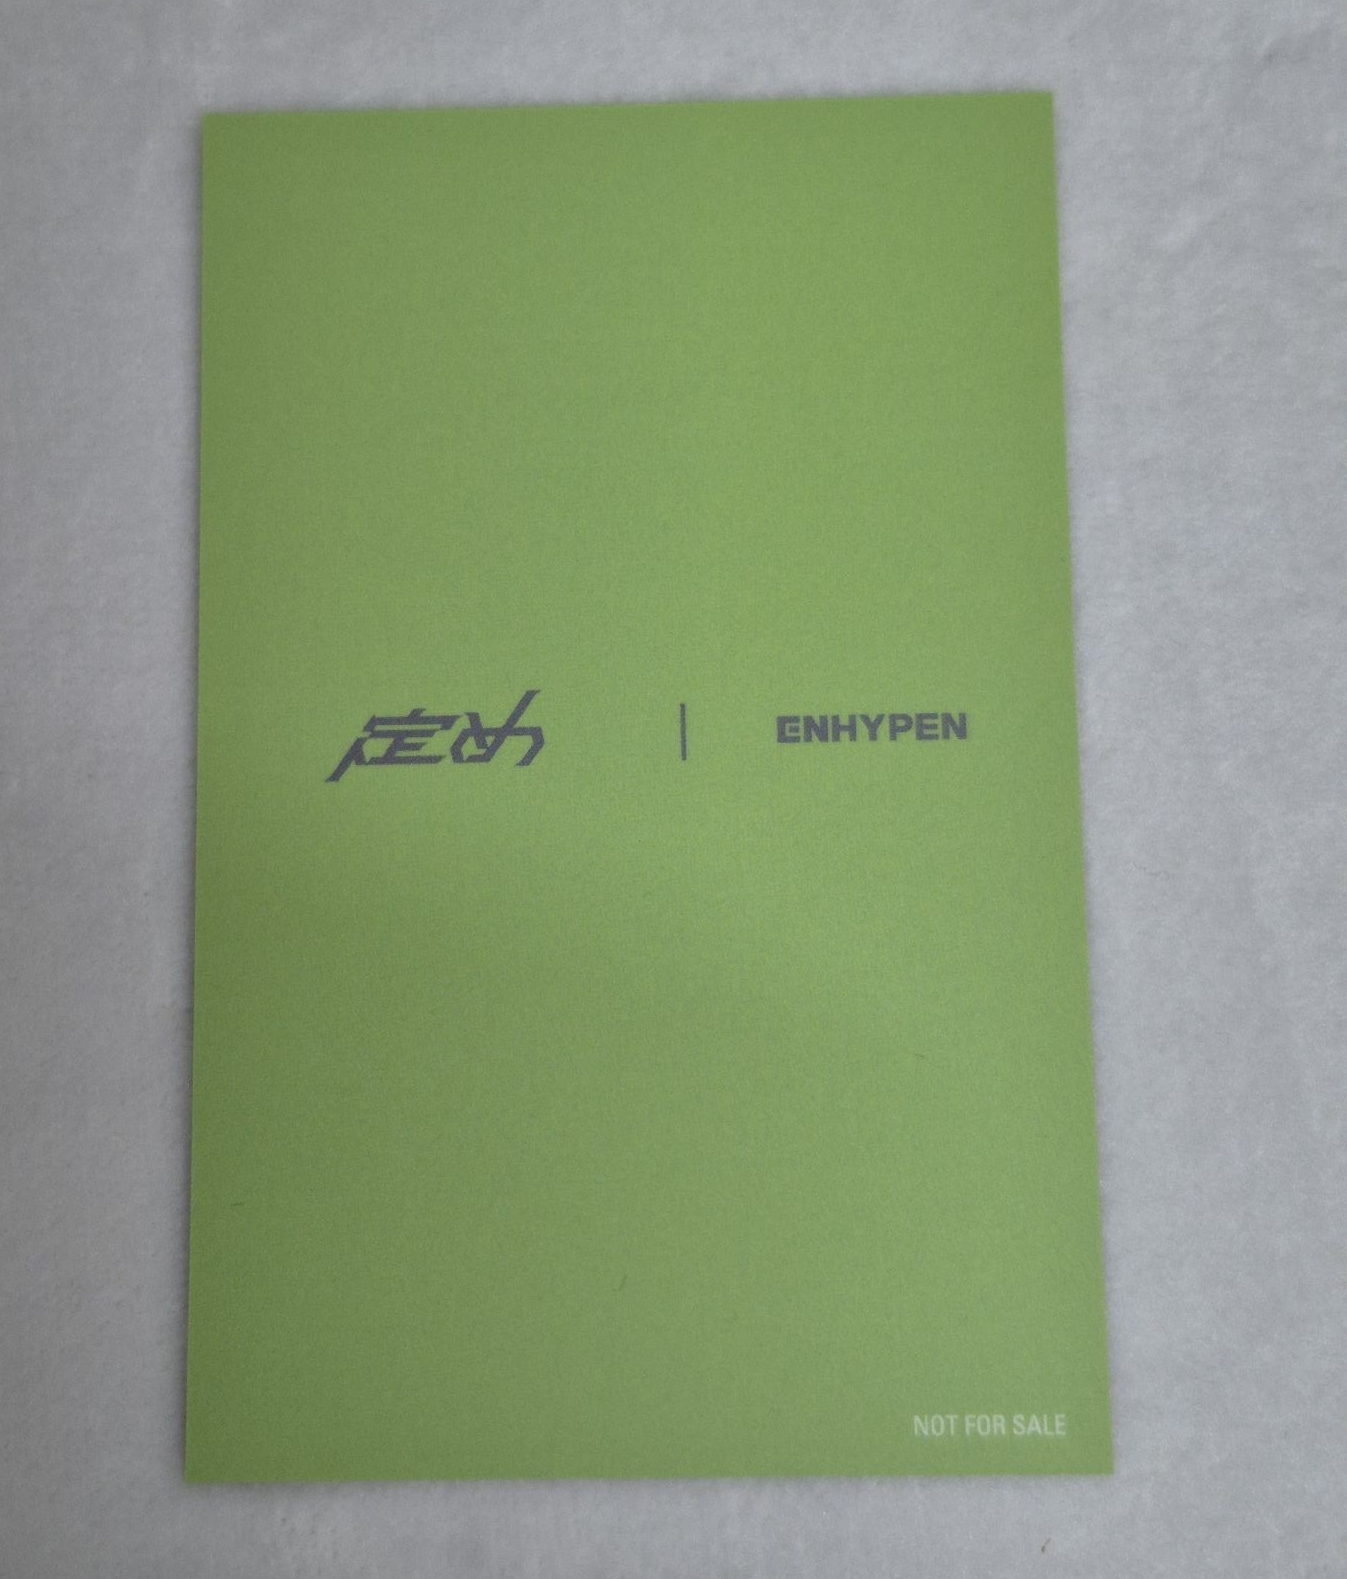 定め | ENHYPEN
NOT FOR SALE